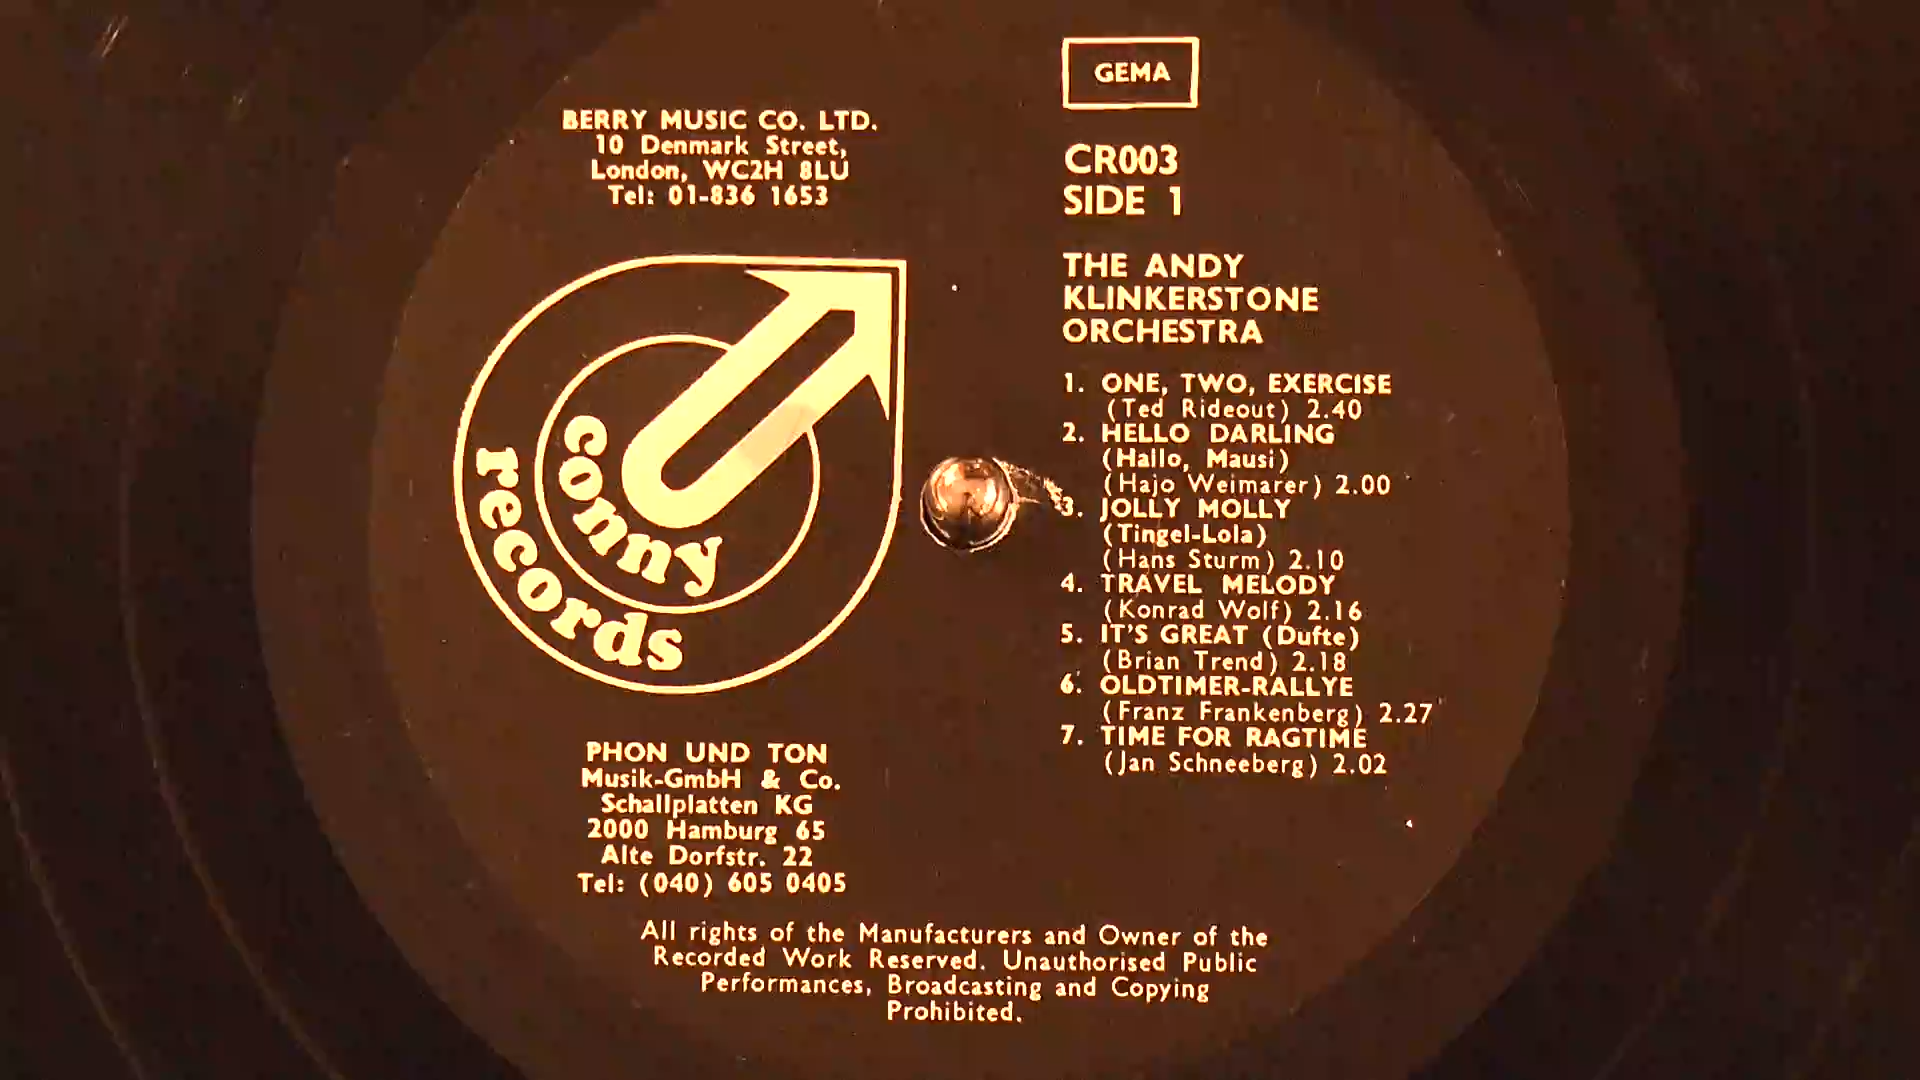 BERRY MUSIC CO. LTD.
10 Denmark Street,
London, WC2H 8LU
Tel: 01-836 1653
conny
records
PHON UND TON
Musik-GmbH & Co.
Schallplatten KG
2000 Hamburg 65
Alte Dorfstr. 22
Tel: (040) 605 0405
GEMA
CR003
SIDE 1
THE ANDY
KLINKERSTONE
ORCHESTRA
1. ONE, TWO, EXERCISE
(Ted Rideout) 2.40
2. HELLO DARLING
(Hallo, Mausi)
(Hajo Weimarer) 2.00
3. JOLLY MOLLY
(Tingel-Lola)
(Hans Sturm) 2.10
4. TRAVEL MELODY
(Konrad Wolf) 2.16
5. IT'S GREAT (Dufte)
(Brian Trend) 2.18
6. OLDTIMER-RALLYE
(Franz Frankenberg) 2.27
7. TIME FOR RAGTIME
(Jan Schneeberg) 2.02
All rights of the Manufacturers and Owner of the
Recorded Work Reserved. Unauthorised Public
Performances, Broadcasting and Copying
Prohibited.